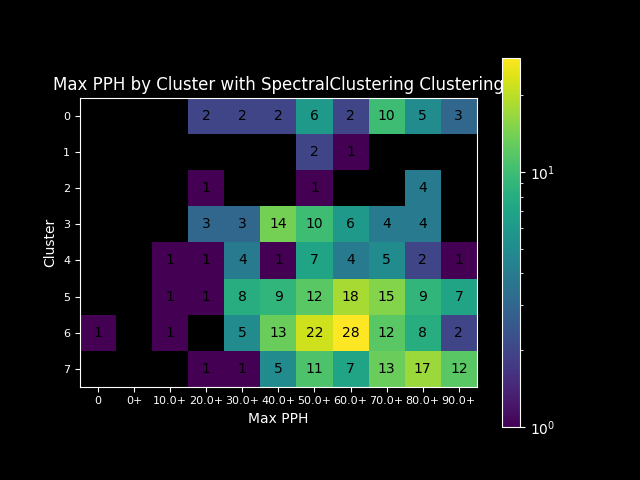 Max PPH by Cluster with SpectralClustering Clustering
0 2 2 2 6 2 10 5 3
1 2 1
2 1 1 4
3 3 3 14 10 6 4 4
4 1 1 4 1 7 4 5 2 1
5 1 1 8 9 12 18 15 9 7
6 1 1 5 13 22 28 12 8 2
7 1 1 5 11 7 13 17 12
0 0+ 10.0+ 20.0+ 30.0+ 40.0+ 50.0+ 60.0+ 70.0+ 80.0+ 90.0+
Max PPH
Cluster
10¹
10⁰